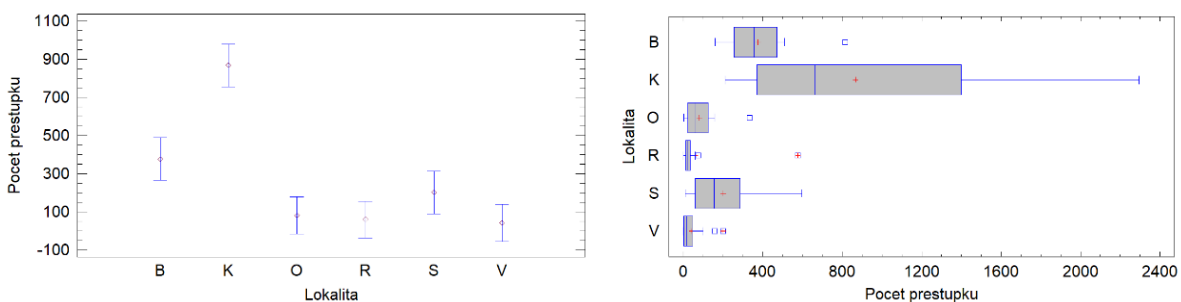 Pocet prestupku
1100
900
700
500
300
100
-100
B K O R S V
Lokalita
Lokalita
B
K
O
R
S
V
0 400 800 1200 1600 2000 2400
Pocet prestupku